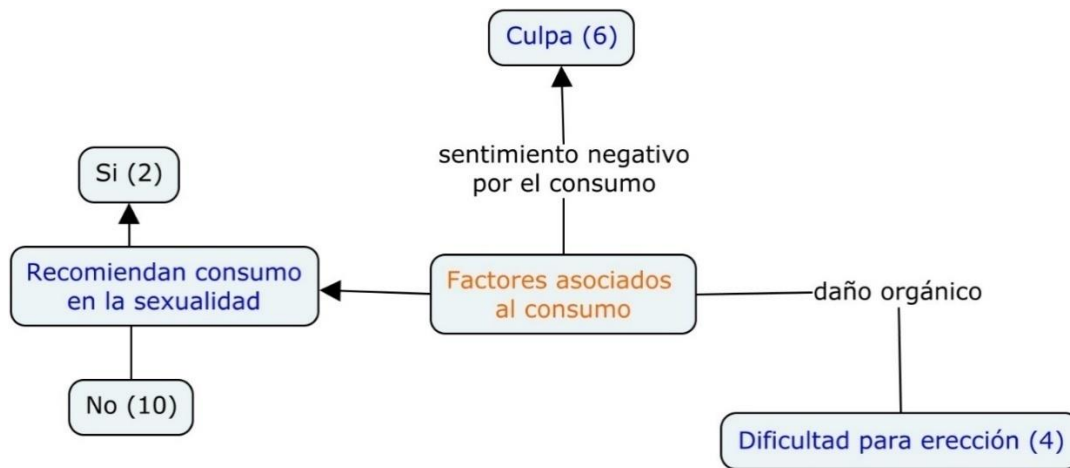 Culpa (6)
sentimiento negativo
por el consumo
Si (2)
Recomiendan consumo
en la sexualidad
Factores asociados
al consumo
daño orgánico
No (10)
Dificultad para erección (4)